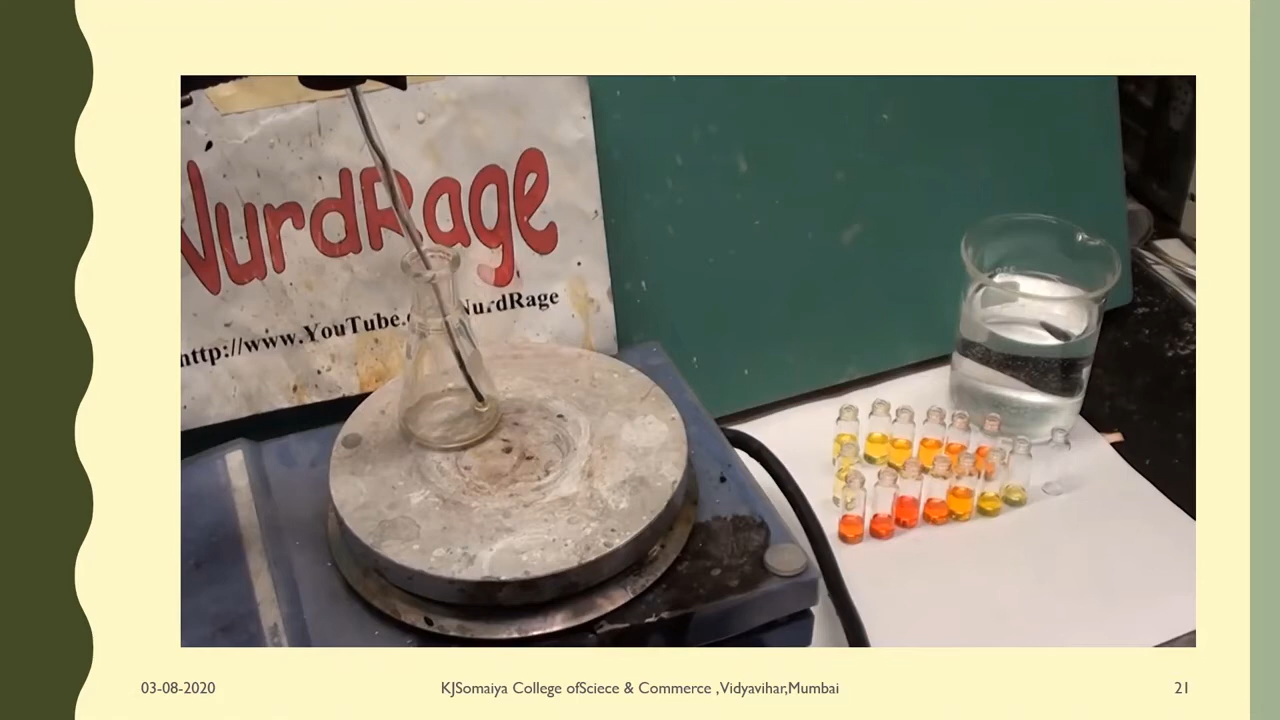 NurdRage
http://www.YouTube.c NurdRage
03-08-2020
KJSomaiya College ofSciece & Commerce ,Vidyavihar,Mumbai
21